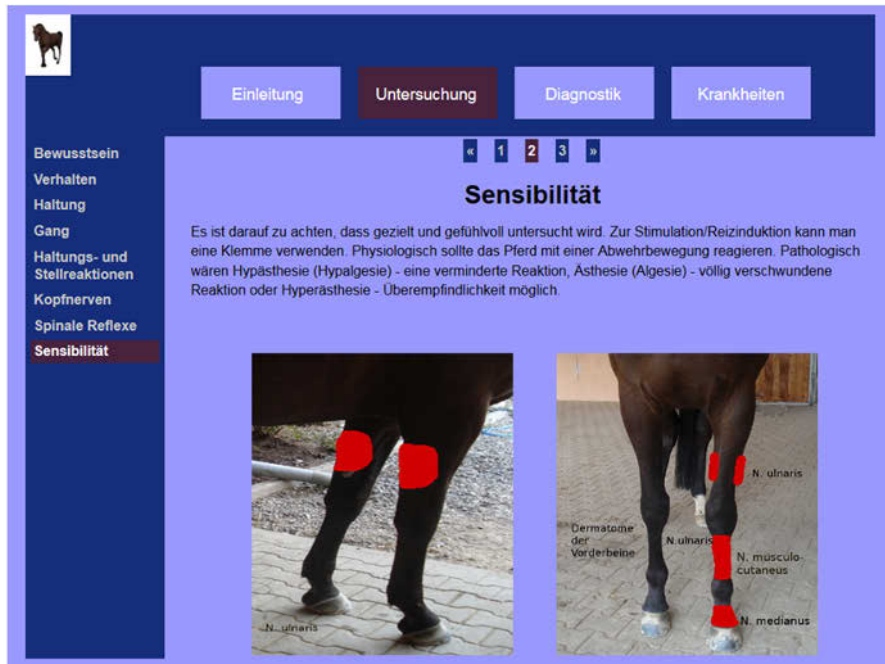 Einleitung
Untersuchung
Diagnostik
Krankheiten
Bewusstsein
Verhalten
Haltung
Gang
Haltungs- und
Stellreaktionen
Kopfnerven
Spinale Reflexe
Sensibilität
« 1 2 3 »
Sensibilität
Es ist darauf zu achten, dass gezielt und gefühlvoll untersucht wird. Zur Stimulation/Reizinduktion kann man
eine Klemme verwenden. Physiologisch sollte das Pferd mit einer Abwehrbewegung reagieren. Pathologisch
wären Hypästhesie (Hypalgesie) - eine verminderte Reaktion, Ästhesie (Algesie) - völlig verschwundene
Reaktion oder Hyperästhesie - Überempfindlichkeit möglich.
N. ulnaris
N. ulnaris
Dermatome
der
Vorderbeine
N.ulnaris
N. musculo-
cutaneus
N. medianus